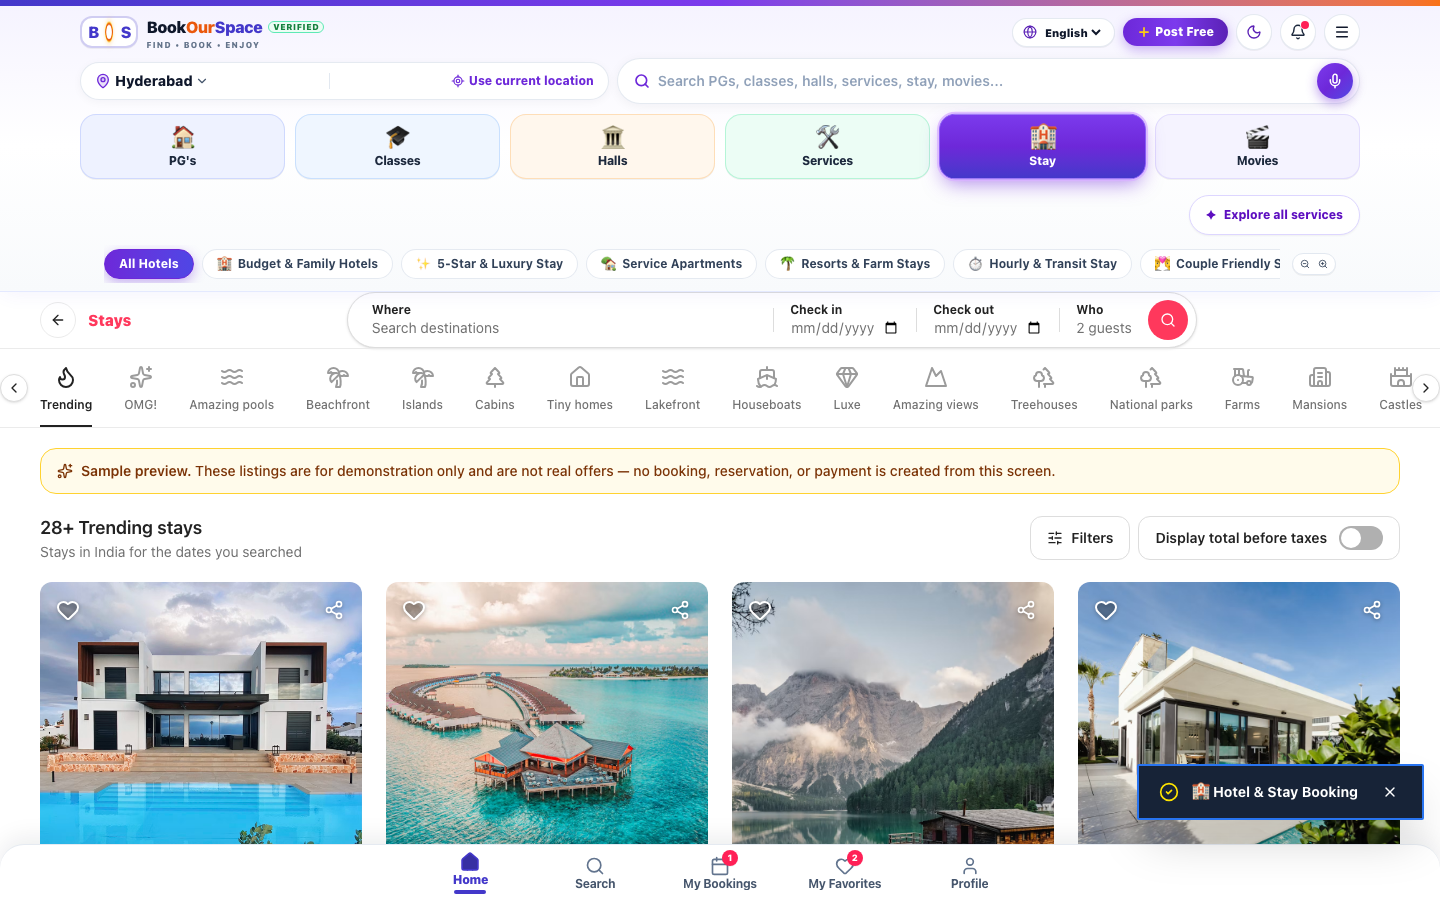 B S BookOurSpace VERIFIED
FIND • BOOK • ENJOY
English
+ Post Free
Hyderabad
Use current location
Search PGs, classes, halls, services, stay, movies...
PG's
Classes
Halls
Services
Stay
Movies
Explore all services
All Hotels
Budget & Family Hotels
5-Star & Luxury Stay
Service Apartments
Resorts & Farm Stays
Hourly & Transit Stay
Couple Friendly S
Stays
Where
Search destinations
Check in
mm/dd/yyyy
Check out
mm/dd/yyyy
Who
2 guests
Trending
OMG!
Amazing pools
Beachfront
Islands
Cabins
Tiny homes
Lakefront
Houseboats
Luxe
Amazing views
Treehouses
National parks
Farms
Mansions
Castles
Sample preview. These listings are for demonstration only and are not real offers — no booking, reservation, or payment is created from this screen.
28+ Trending stays
Stays in India for the dates you searched
Filters
Display total before taxes
Hotel & Stay Booking
Home
Search
1
My Bookings
2
My Favorites
Profile